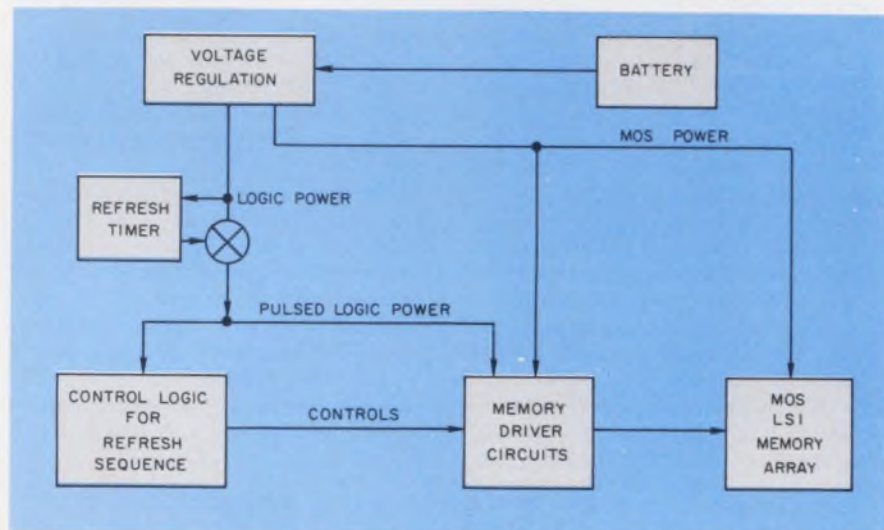 VOLTAGE
REGULATION
BATTERY
MOS POWER
REFRESH
TIMER
LOGIC POWER
PULSED LOGIC POWER
CONTROL LOGIC
FOR
REFRESH
SEQUENCE
CONTROLS
MEMORY
DRIVER
CIRCUITS
MOS
LSI
MEMORY
ARRAY